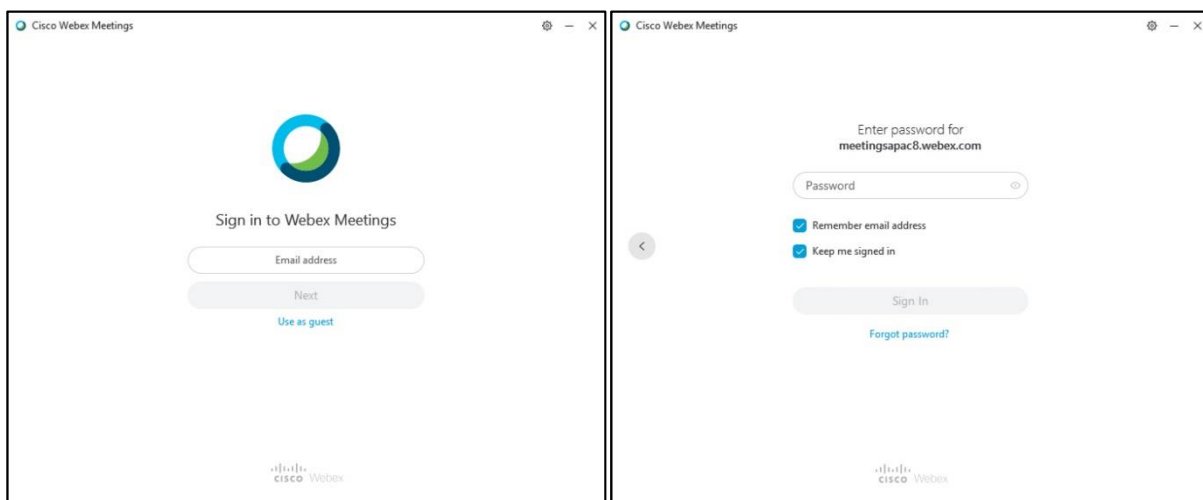 Cisco Webex Meetings
Sign in to Webex Meetings
Email address
Next
Use as guest
CISCO Webex
Cisco Webex Meetings
Enter password for
meetingsapac8.webex.com
Password
Remember email address
Keep me signed in
Sign In
Forgot password?
CISCO Webex